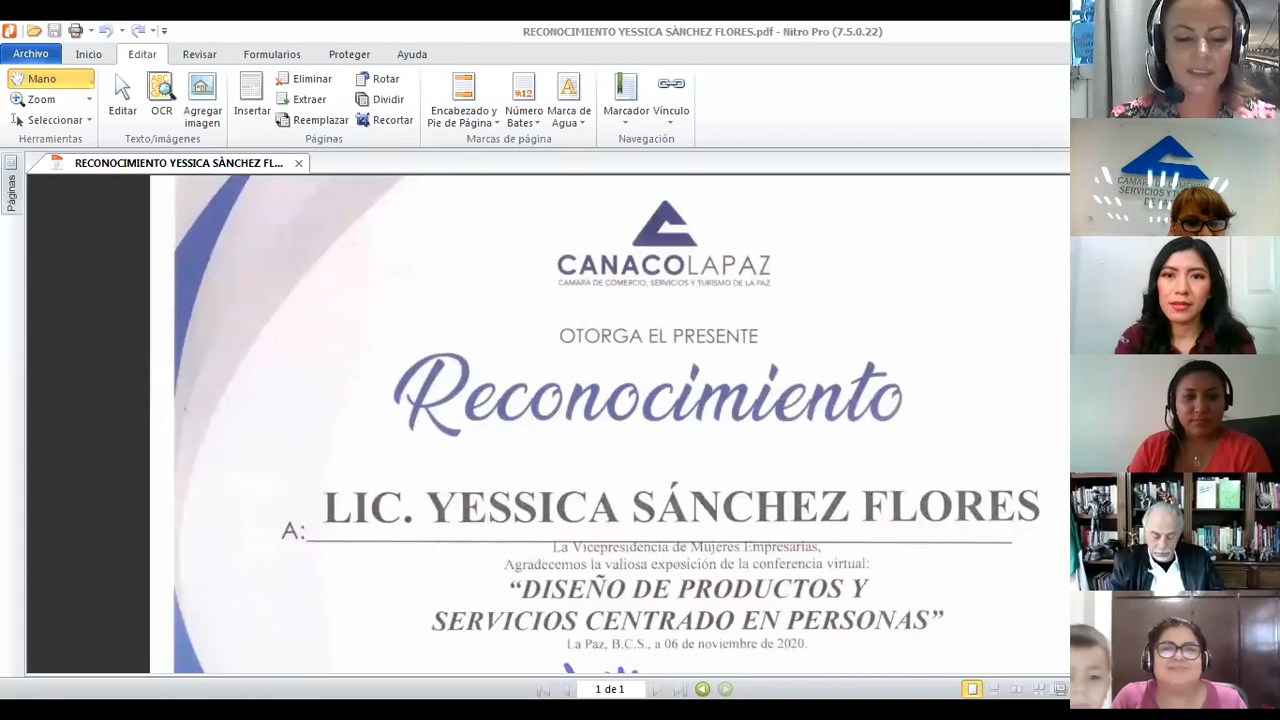 RECONOCIMIENTO YESSICA SÀNCHEZ FLORES.pdf - Nitro Pro (7.5.0.22)
Archivo Inicio Editar Revisar Formularios Proteger Ayuda
Mano
Zoom
Seleccionar
Herramientas
Editar
OCR
Agregar
imagen
Texto/imágenes
Insertar
Eliminar
Extraer
Reemplazar
Rotar
Dividir
Recortar
Páginas
Encabezado y
Pie de Página
Número
Bates
Marca de
Agua
Marcas de página
Marcador
Vínculo
Navegación
RECONOCIMIENTO YESSICA SÀNCHEZ FL...
Páginas
CANACOLAPAZ
CAMARA DE COMERCIO, SERVICIOS Y TURISMO DE LA PAZ
OTORGA EL PRESENTE
Reconocimiento
A: LIC. YESSICA SÁNCHEZ FLORES
La Vicepresidencia de Mujeres Empresarias,
Agradecemos la valiosa exposición de la conferencia virtual:
“DISEÑO DE PRODUCTOS Y
SERVICIOS CENTRADO EN PERSONAS”
La Paz, B.C.S., a 06 de noviembre de 2020.
1 de 1